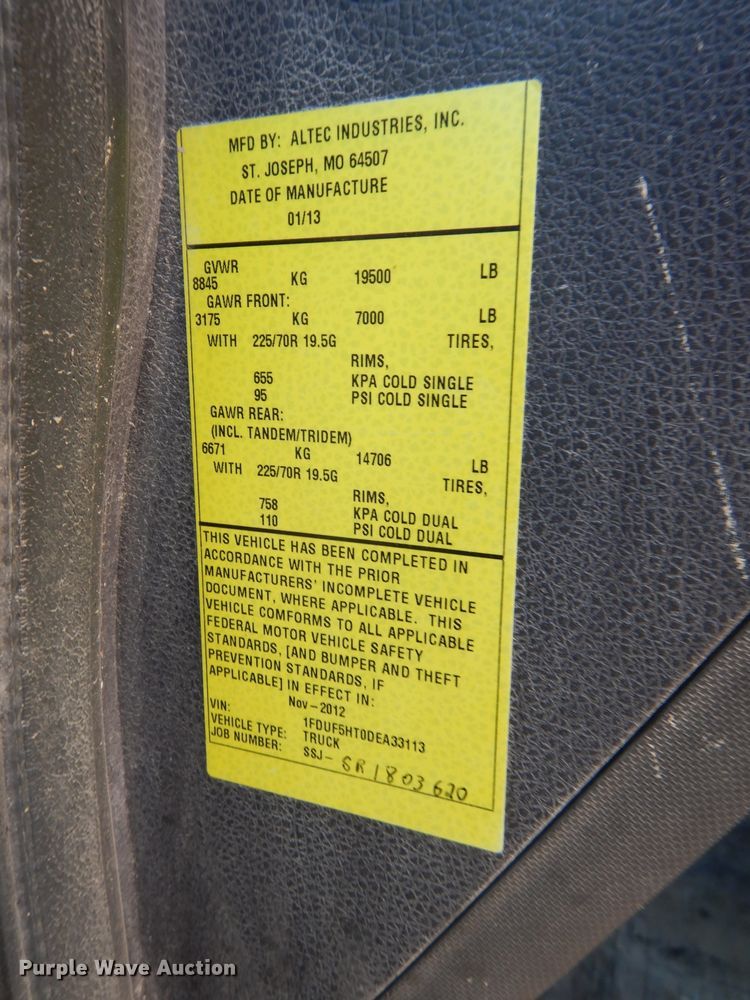 MFD BY: ALTEC INDUSTRIES, INC.
ST. JOSEPH, MO 64507
DATE OF MANUFACTURE
01/13
GVWR
8845 KG 19500 LB
GAWR FRONT:
3175 KG 7000 LB
WITH 225/70R 19.5G TIRES,
RIMS,
655 KPA COLD SINGLE
95 PSI COLD SINGLE
GAWR REAR:
(INCL. TANDEM/TRIDEM)
6671 KG 14706 LB
WITH 225/70R 19.5G TIRES,
RIMS,
758 KPA COLD DUAL
110 PSI COLD DUAL
THIS VEHICLE HAS BEEN COMPLETED IN
ACCORDANCE WITH THE PRIOR
MANUFACTURERS' INCOMPLETE VEHICLE
DOCUMENT, WHERE APPLICABLE. THIS
VEHICLE COMFORMS TO ALL APPLICABLE
FEDERAL MOTOR VEHICLE SAFETY
STANDARDS, [AND BUMPER AND THEFT
PREVENTION STANDARDS, IF
APPLICABLE] IN EFFECT IN:
Nov-2012
VIN: 1FDUF5HT0DEA33113
VEHICLE TYPE: TRUCK
JOB NUMBER: SSJ- SR1803620
Purple Wave Auction